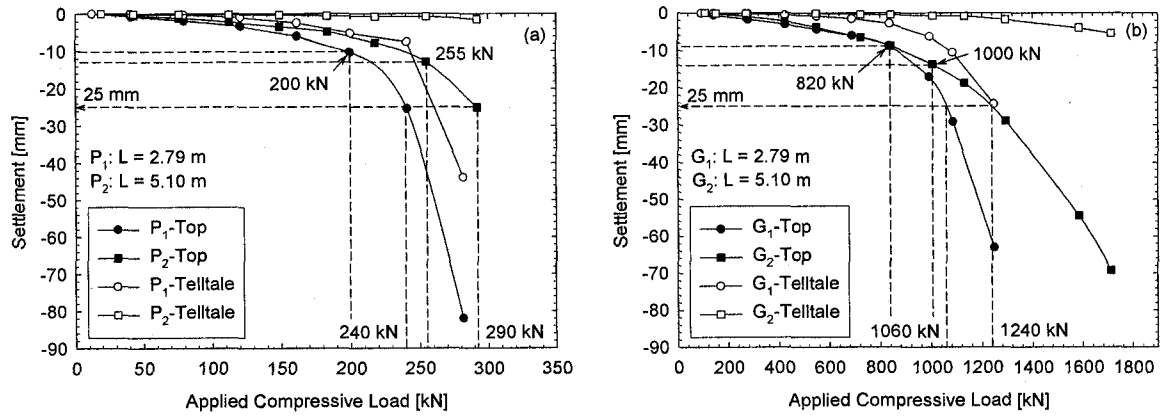 (a)
0
-10
-20
-30
-40
-50
-60
-70
-80
-90
Settlement [mm]
255 kN
200 kN
25 mm
P1: L = 2.79 m
P2: L = 5.10 m
P1-Top
P2-Top
P1-Telltale
P2-Telltale
240 kN
290 kN
0 50 100 150 200 250 300 350
Applied Compressive Load [kN]
(b)
0
-10
-20
-30
-40
-50
-60
-70
-80
-90
Settlement [mm]
1000 kN
820 kN
25 mm
G1: L = 2.79 m
G2: L = 5.10 m
G1-Top
G2-Top
G1-Telltale
G2-Telltale
1060 kN
1240 kN
0 200 400 600 800 1000 1200 1400 1600 1800
Applied Compressive Load [kN]